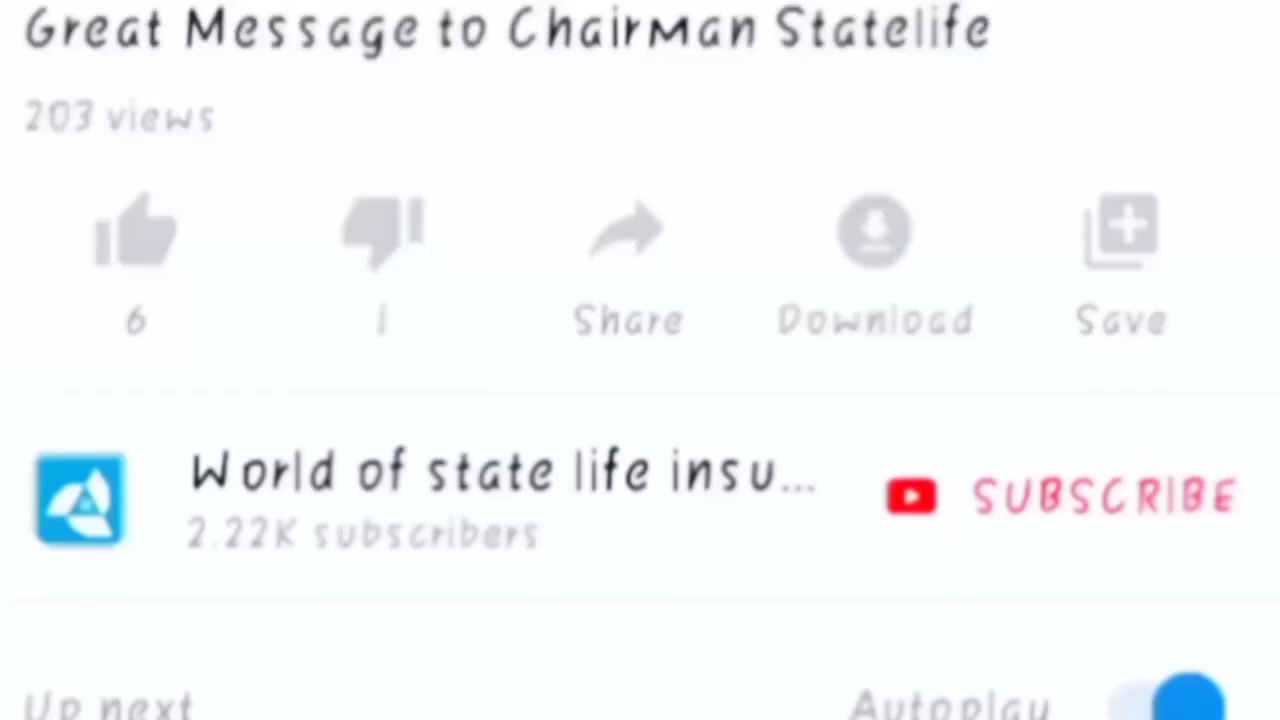 Great Message to Chairman Statelife
203 views
6 1 Share Download Save
World of state life insu... SUBSCRIBE
2.22K subscribers
Up next Autoplay